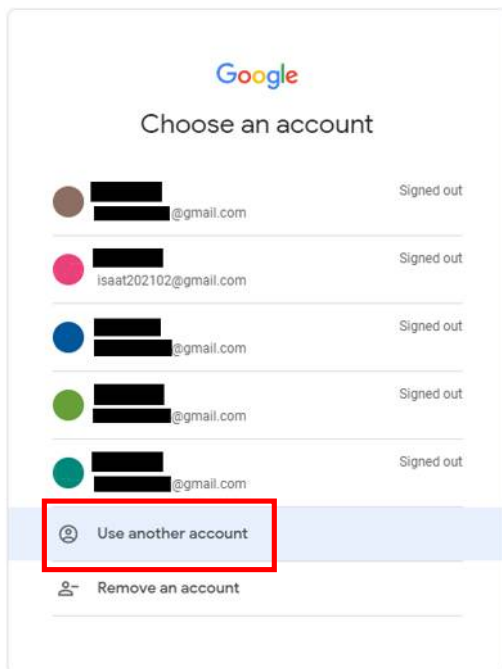 Google
Choose an account
Signed out
@gmail.com
Signed out
isaat202102@gmail.com
Signed out
@gmail.com
Signed out
@gmail.com
Signed out
@gmail.com
Use another account
Remove an account